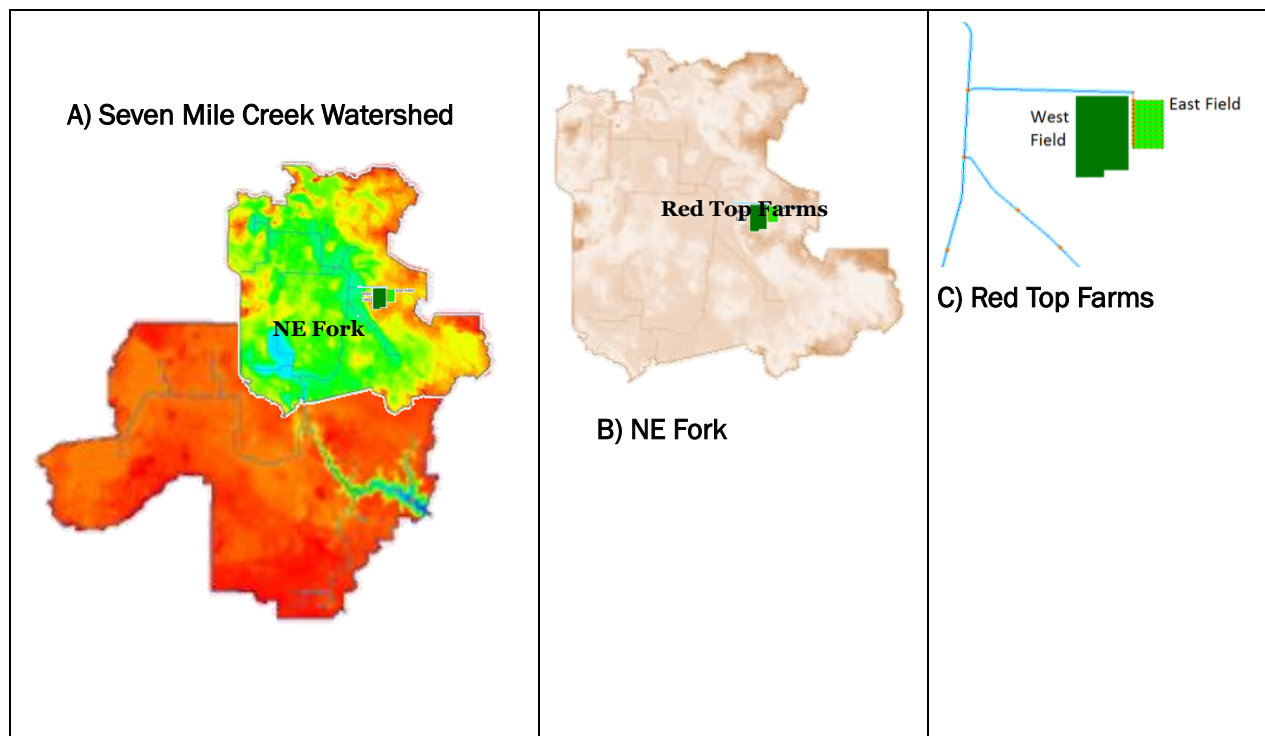 A) Seven Mile Creek Watershed
NE Fork
Red Top Farms
B) NE Fork
West
Field
East Field
C) Red Top Farms